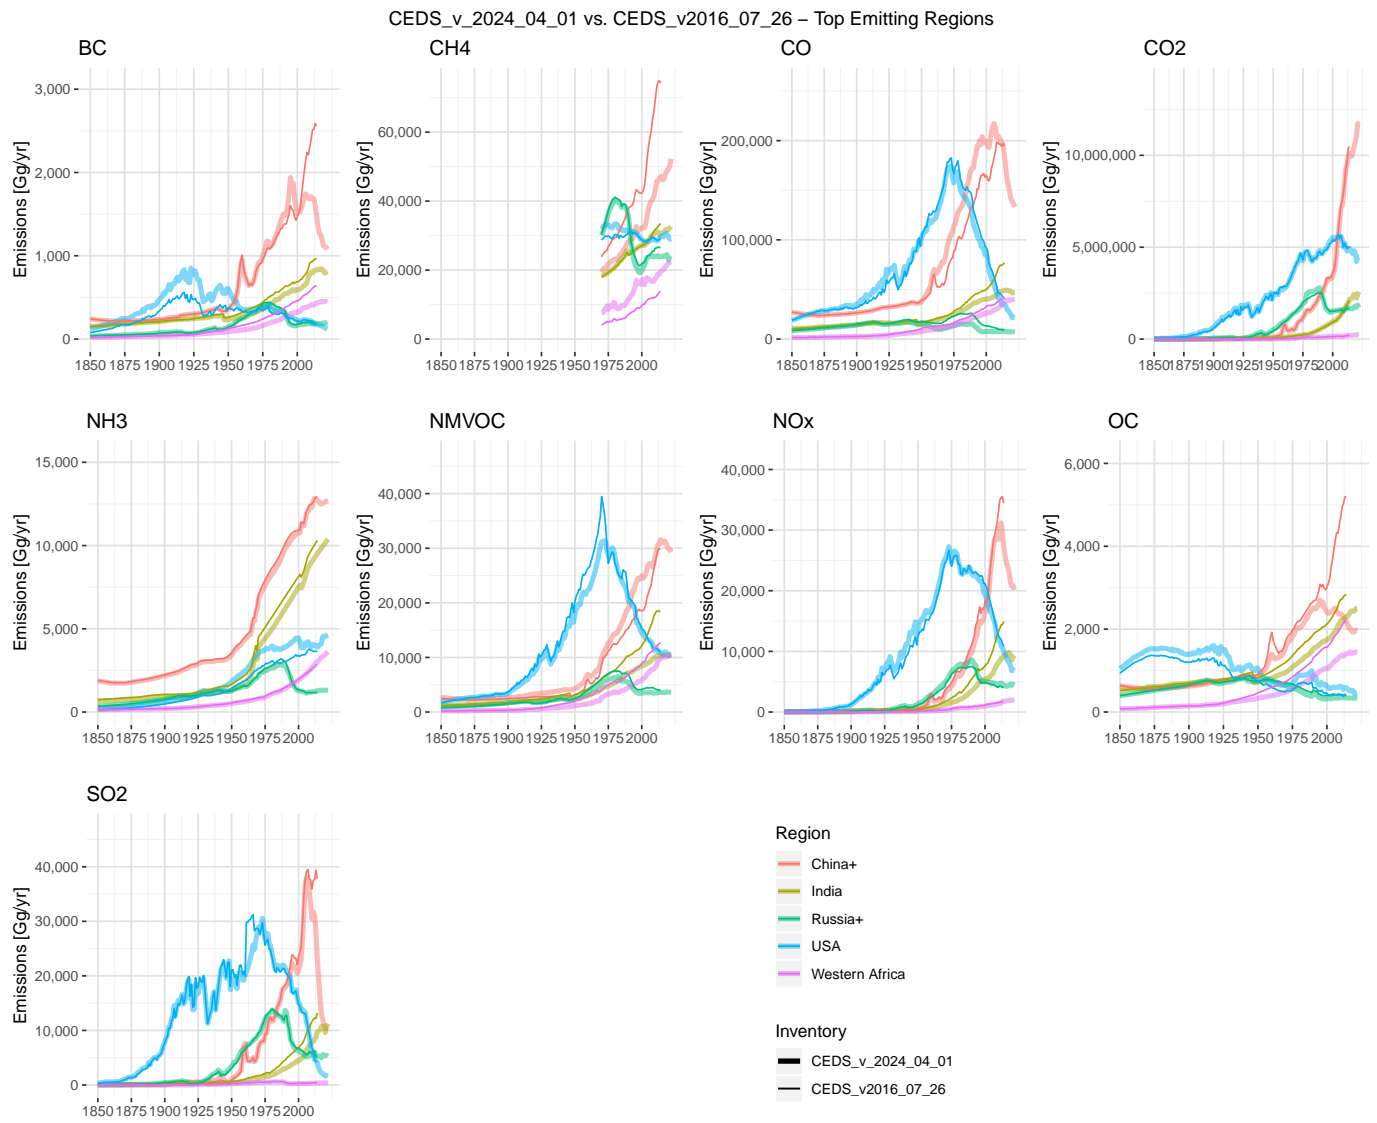 CEDS_v_2024_04_01 vs. CEDS_v2016_07_26 – Top Emitting Regions
BC
Emissions [Gg/yr]
3,000
2,000
1,000
0
1850 1875 1900 1925 1950 1975 2000
CH4
Emissions [Gg/yr]
60,000
40,000
20,000
0
1850 1875 1900 1925 1950 1975 2000
CO
Emissions [Gg/yr]
200,000
100,000
0
1850 1875 1900 1925 1950 1975 2000
CO2
Emissions [Gg/yr]
10,000,000
5,000,000
0
1850 1875 1900 1925 1950 1975 2000
NH3
Emissions [Gg/yr]
15,000
10,000
5,000
0
1850 1875 1900 1925 1950 1975 2000
NMVOC
Emissions [Gg/yr]
40,000
30,000
20,000
10,000
0
1850 1875 1900 1925 1950 1975 2000
NOx
Emissions [Gg/yr]
40,000
30,000
20,000
10,000
0
1850 1875 1900 1925 1950 1975 2000
OC
Emissions [Gg/yr]
6,000
4,000
2,000
0
1850 1875 1900 1925 1950 1975 2000
SO2
Emissions [Gg/yr]
40,000
30,000
20,000
10,000
0
1850 1875 1900 1925 1950 1975 2000
Region
China+
India
Russia+
USA
Western Africa
Inventory
CEDS_v_2024_04_01
CEDS_v2016_07_26